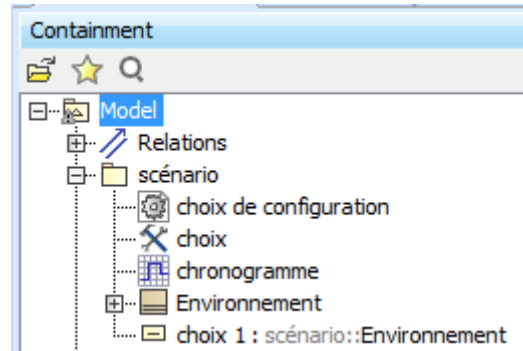 Containment
Model
Relations
scénario
choix de configuration
choix
chronogramme
Environnement
choix 1 : scénario::Environnement